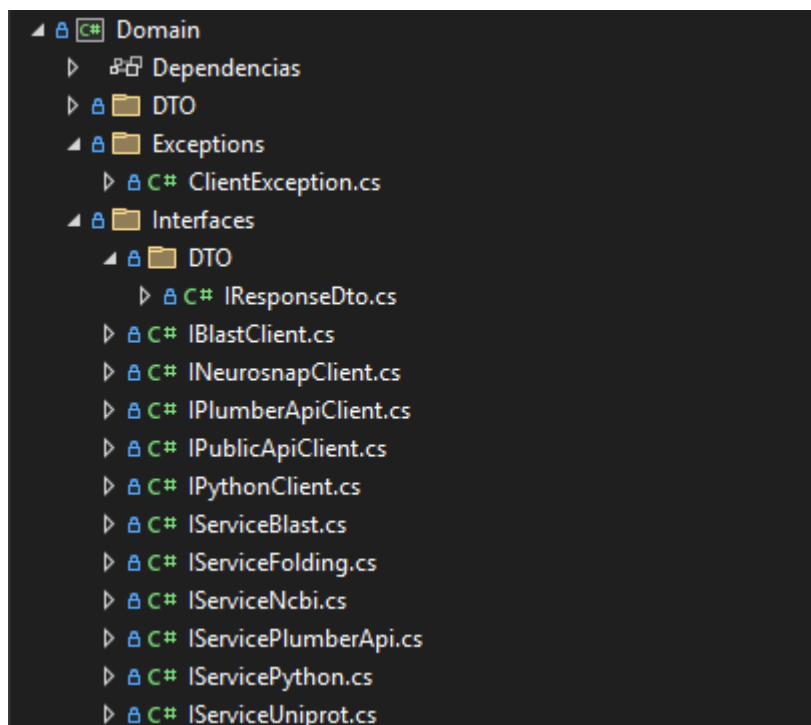 C# Domain
Dependencias
DTO
Exceptions
C# ClientException.cs
Interfaces
DTO
C# IResponseDto.cs
C# IBlastClient.cs
C# INeurosnapClient.cs
C# IPlumberApiClient.cs
C# IPublicApiClient.cs
C# IPythonClient.cs
C# IServiceBlast.cs
C# IServiceFolding.cs
C# IServiceNcbi.cs
C# IServicePlumberApi.cs
C# IServicePython.cs
C# IServiceUniprot.cs